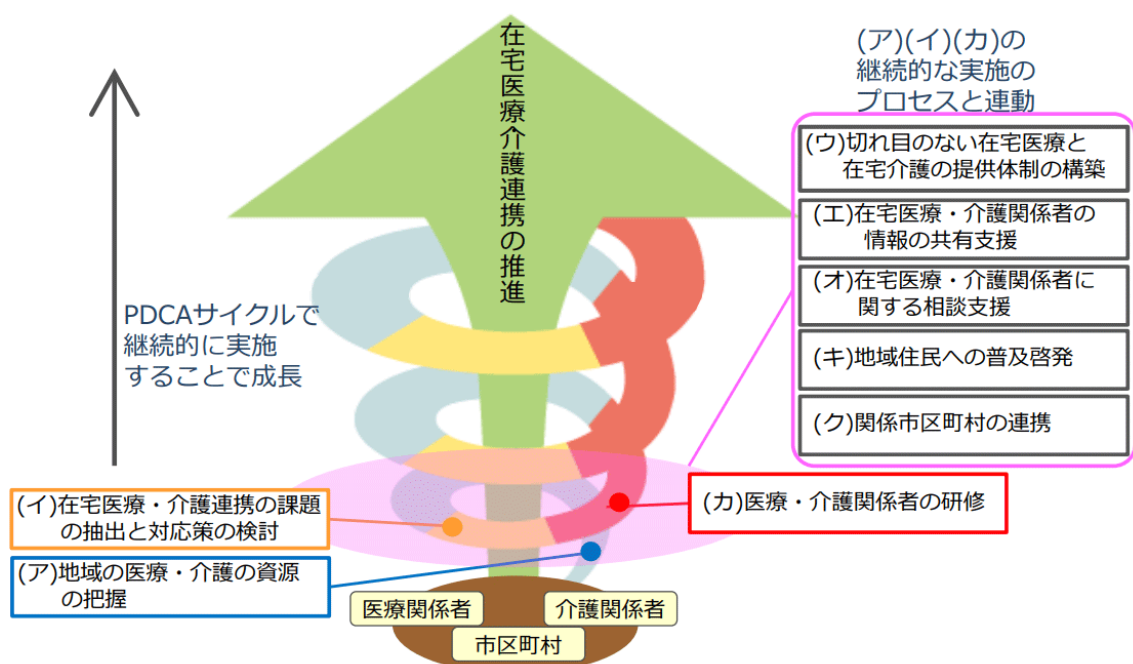 在宅医療介護連携の推進
(ア)(イ)(カ)の
継続的な実施の
プロセスと連動
(ウ)切れ目のない在宅医療と
在宅介護の提供体制の構築
(エ)在宅医療・介護関係者の
情報の共有支援
(オ)在宅医療・介護関係者に
関する相談支援
(キ)地域住民への普及啓発
(ク)関係市区町村の連携
PDCAサイクルで
継続的に実施
することで成長
(イ)在宅医療・介護連携の課題
の抽出と対応策の検討
(カ)医療・介護関係者の研修
(ア)地域の医療・介護の資源
の把握
医療関係者
介護関係者
市区町村